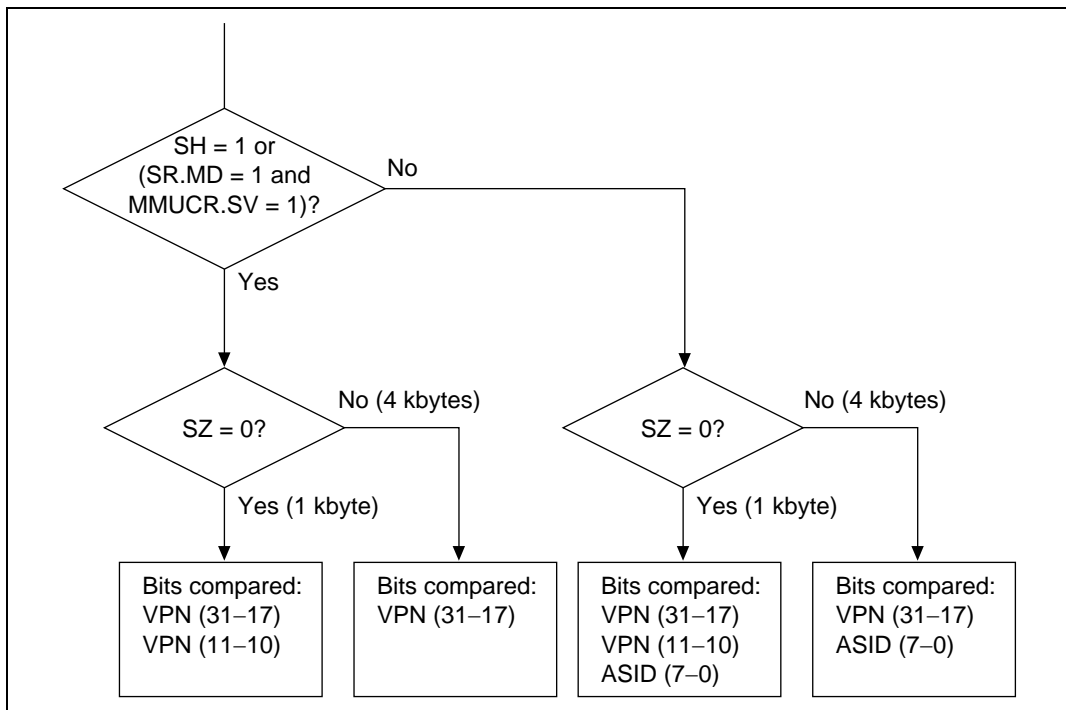 SH = 1 or
(SR.MD = 1 and
MMUCR.SV = 1)?
No
Yes
SZ = 0?
No (4 kbytes)
Yes (1 kbyte)
SZ = 0?
No (4 kbytes)
Yes (1 kbyte)
Bits compared:
VPN (31–17)
VPN (11–10)
Bits compared:
VPN (31–17)
Bits compared:
VPN (31–17)
VPN (11–10)
ASID (7–0)
Bits compared:
VPN (31–17)
ASID (7–0)